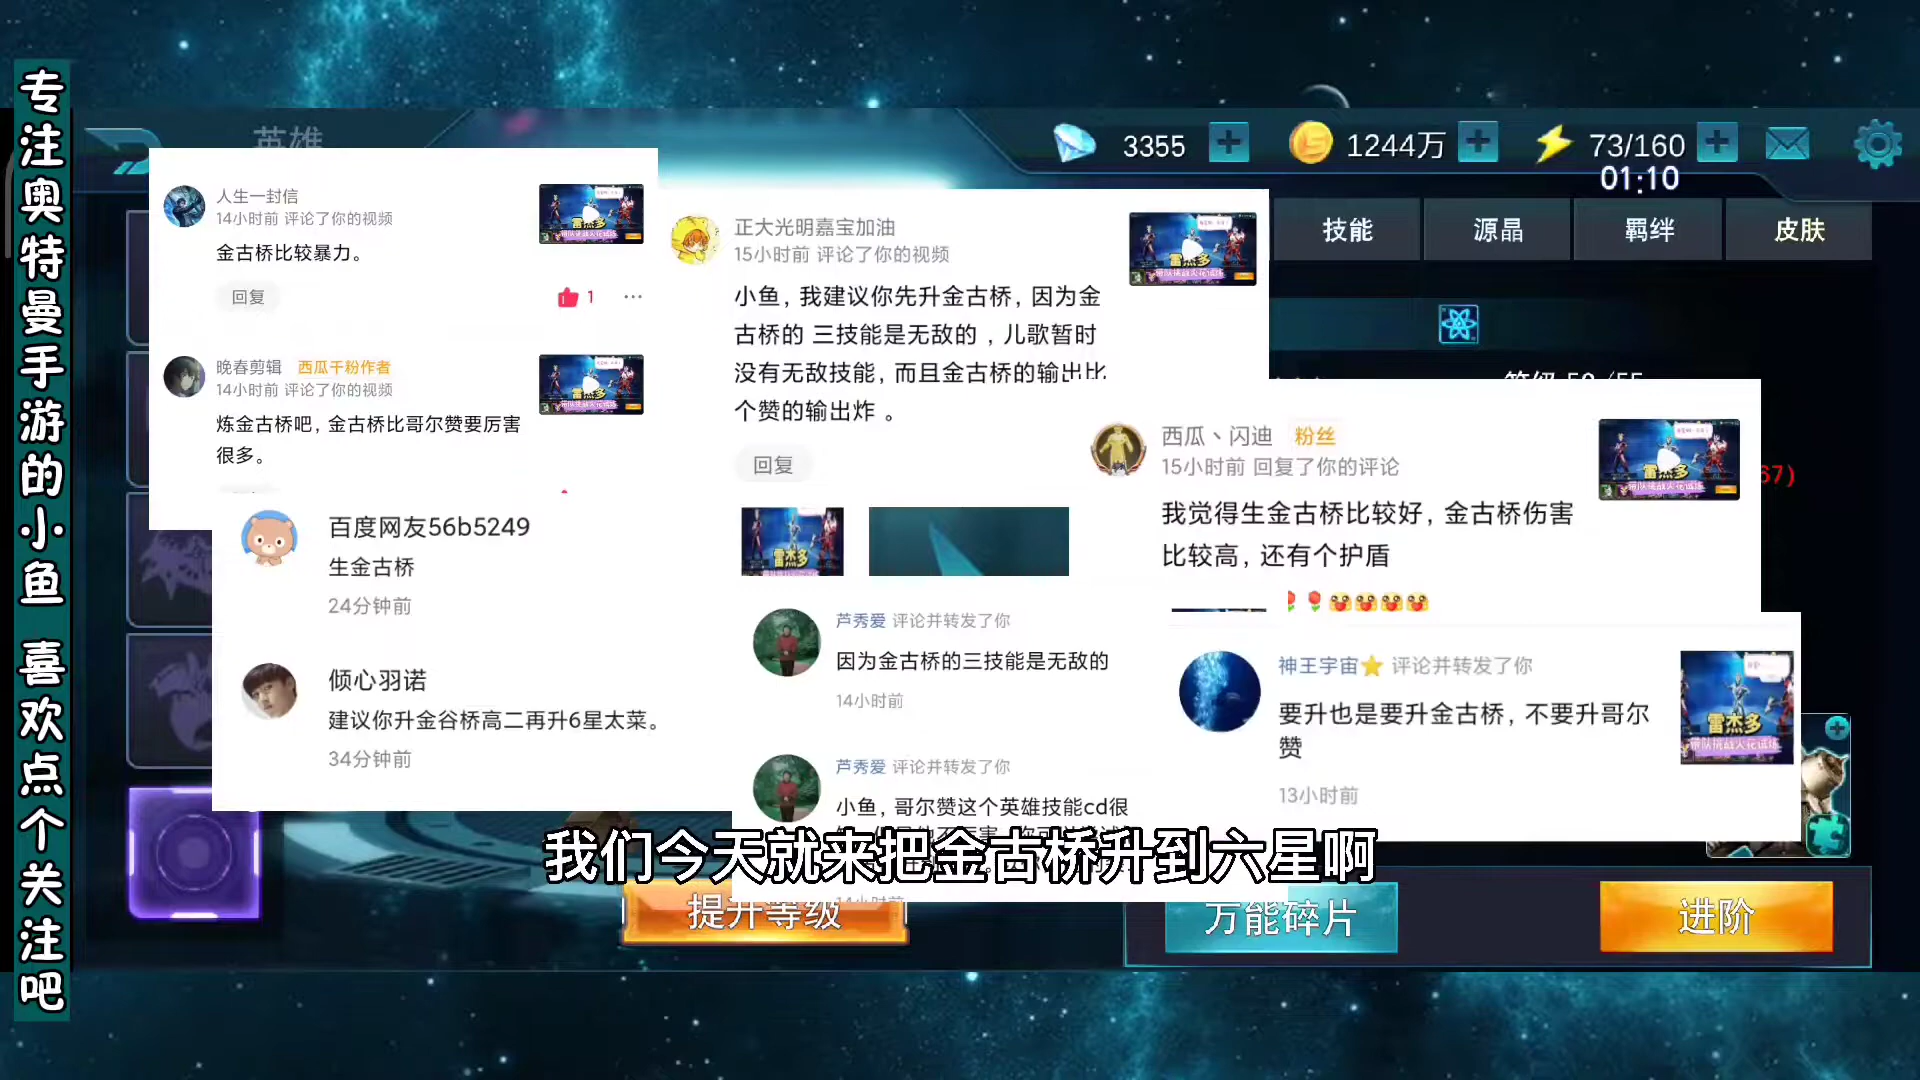 专注奥特曼手游的小鱼 喜欢点个关注吧
英雄
3355
1244万
73/160
01:10
技能
源晶
羁绊
皮肤
67)
人生一封信
14小时前 评论了你的视频
金古桥比较暴力。
回复
1
晚春剪辑 西瓜千粉作者
14小时前 评论了你的视频
炼金古桥吧，金古桥比哥尔赞要厉害
很多。
正大光明嘉宝加油
15小时前 评论了你的视频
小鱼，我建议你先升金古桥，因为金
古桥的 三技能是无敌的，儿歌暂时
没有无敌技能，而且金古桥的输出比
个赞的输出炸 。
回复
西瓜丶闪迪 粉丝
15小时前 回复了你的评论
我觉得生金古桥比较好，金古桥伤害
比较高，还有个护盾
百度网友56b5249
生金古桥
24分钟前
倾心羽诺
建议你升金谷桥高二再升6星太菜。
34分钟前
雷杰多
芦秀爱 评论并转发了你
因为金古桥的三技能是无敌的
14小时前
芦秀爱 评论并转发了你
小鱼，哥尔赞这个英雄技能cd很
神王宇宙 评论并转发了你
要升也是要升金古桥，不要升哥尔
赞
13小时前
雷杰多
带队挑战火花试炼
我们今天就来把金古桥升到六星啊
提升等级
万能碎片
进阶